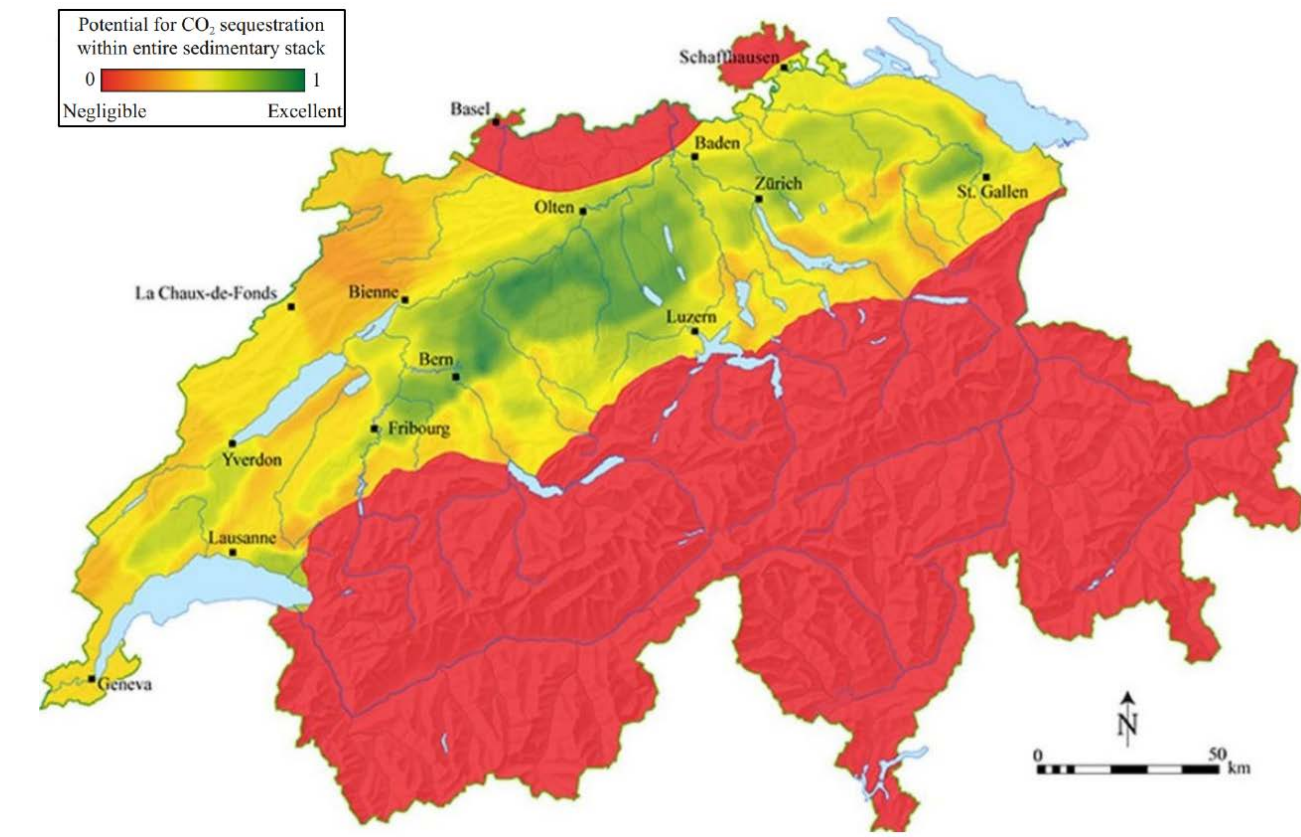 Potential for CO₂ sequestration
within entire sedimentary stack
0 1
Negligible Excellent
Schaffhausen
Basel
Baden
Zürich
St. Gallen
Olten
La Chaux-de-Fonds
Bienne
Luzern
Bern
Fribourg
Yverdon
Lausanne
Geneva
N
0 50
km